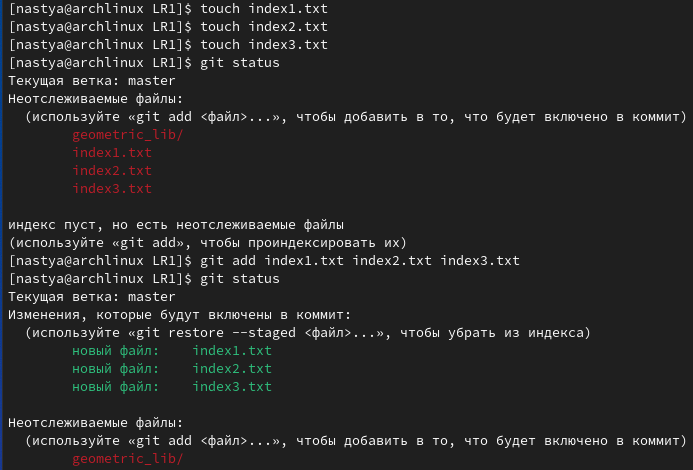 [nastya@archlinux LR1]$ touch index1.txt
[nastya@archlinux LR1]$ touch index2.txt
[nastya@archlinux LR1]$ touch index3.txt
[nastya@archlinux LR1]$ git status
Текущая ветка: master
Неотслеживаемые файлы:
  (используйте «git add <файл>...», чтобы добавить в то, что будет включено в коммит)
        geometric_lib/
        index1.txt
        index2.txt
        index3.txt

индекс пуст, но есть неотслеживаемые файлы
(используйте «git add», чтобы проиндексировать их)
[nastya@archlinux LR1]$ git add index1.txt index2.txt index3.txt
[nastya@archlinux LR1]$ git status
Текущая ветка: master
Изменения, которые будут включены в коммит:
  (используйте «git restore --staged <файл>...», чтобы убрать из индекса)
        новый файл:    index1.txt
        новый файл:    index2.txt
        новый файл:    index3.txt

Неотслеживаемые файлы:
  (используйте «git add <файл>...», чтобы добавить в то, что будет включено в коммит)
        geometric_lib/